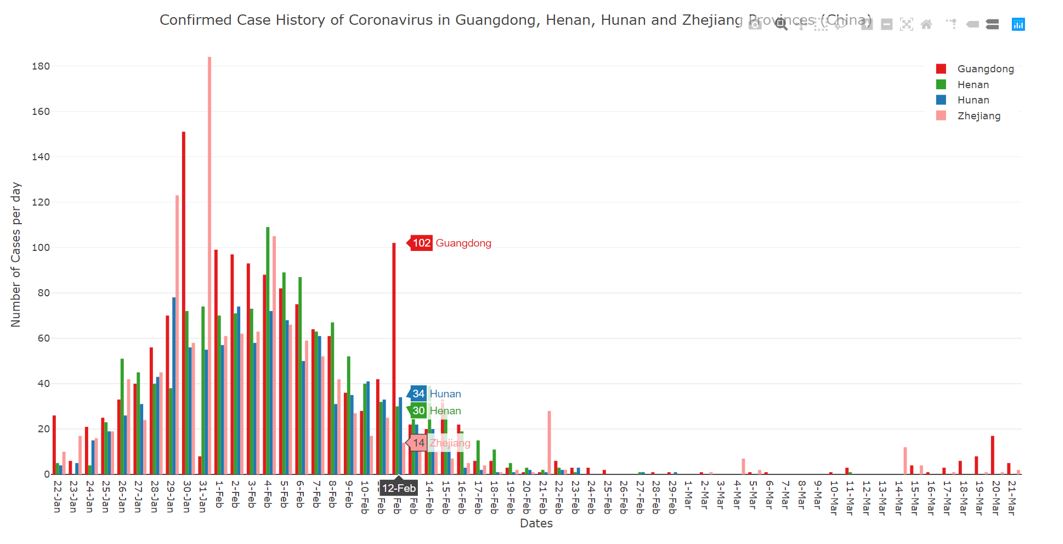 Confirmed Case History of Coronavirus in Guangdong, Henan, Hunan and Zhejiang Provinces (China)
Guangdong
Henan
Hunan
Zhejiang
Number of Cases per day
180
160
140
120
100
80
60
40
20
0
102 Guangdong
34 Hunan
30 Henan
14 Zhejiang
22-Jan
23-Jan
24-Jan
25-Jan
26-Jan
27-Jan
28-Jan
29-Jan
30-Jan
31-Jan
1-Feb
2-Feb
3-Feb
4-Feb
5-Feb
6-Feb
7-Feb
8-Feb
9-Feb
10-Feb
12-Feb
14-Feb
15-Feb
16-Feb
17-Feb
18-Feb
19-Feb
20-Feb
21-Feb
22-Feb
23-Feb
24-Feb
25-Feb
26-Feb
27-Feb
28-Feb
29-Feb
1-Mar
2-Mar
3-Mar
4-Mar
5-Mar
6-Mar
7-Mar
8-Mar
9-Mar
10-Mar
11-Mar
12-Mar
13-Mar
14-Mar
15-Mar
16-Mar
17-Mar
18-Mar
19-Mar
20-Mar
21-Mar
Dates